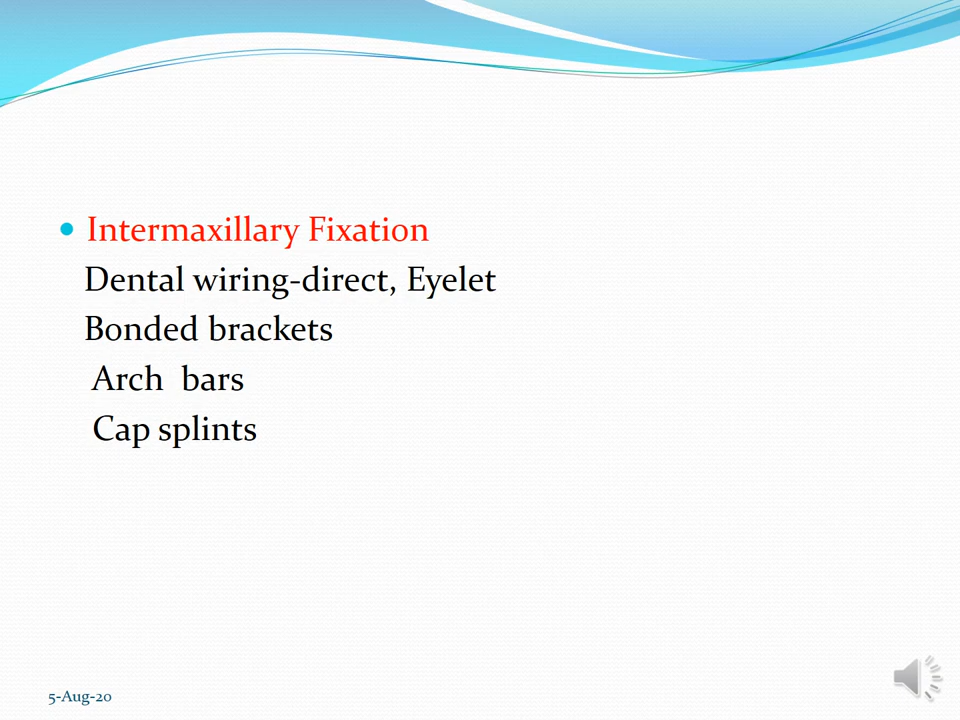 Intermaxillary Fixation
Dental wiring-direct, Eyelet
Bonded brackets
Arch bars
Cap splints
5-Aug-20